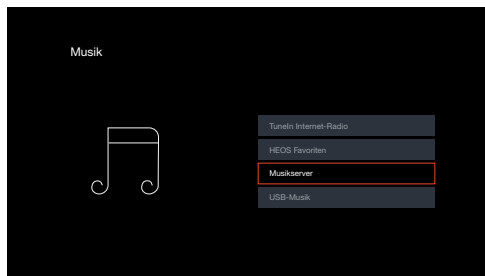 Musik
TuneIn Internet-Radio
HEOS Favoriten
Musikserver
USB-Musik